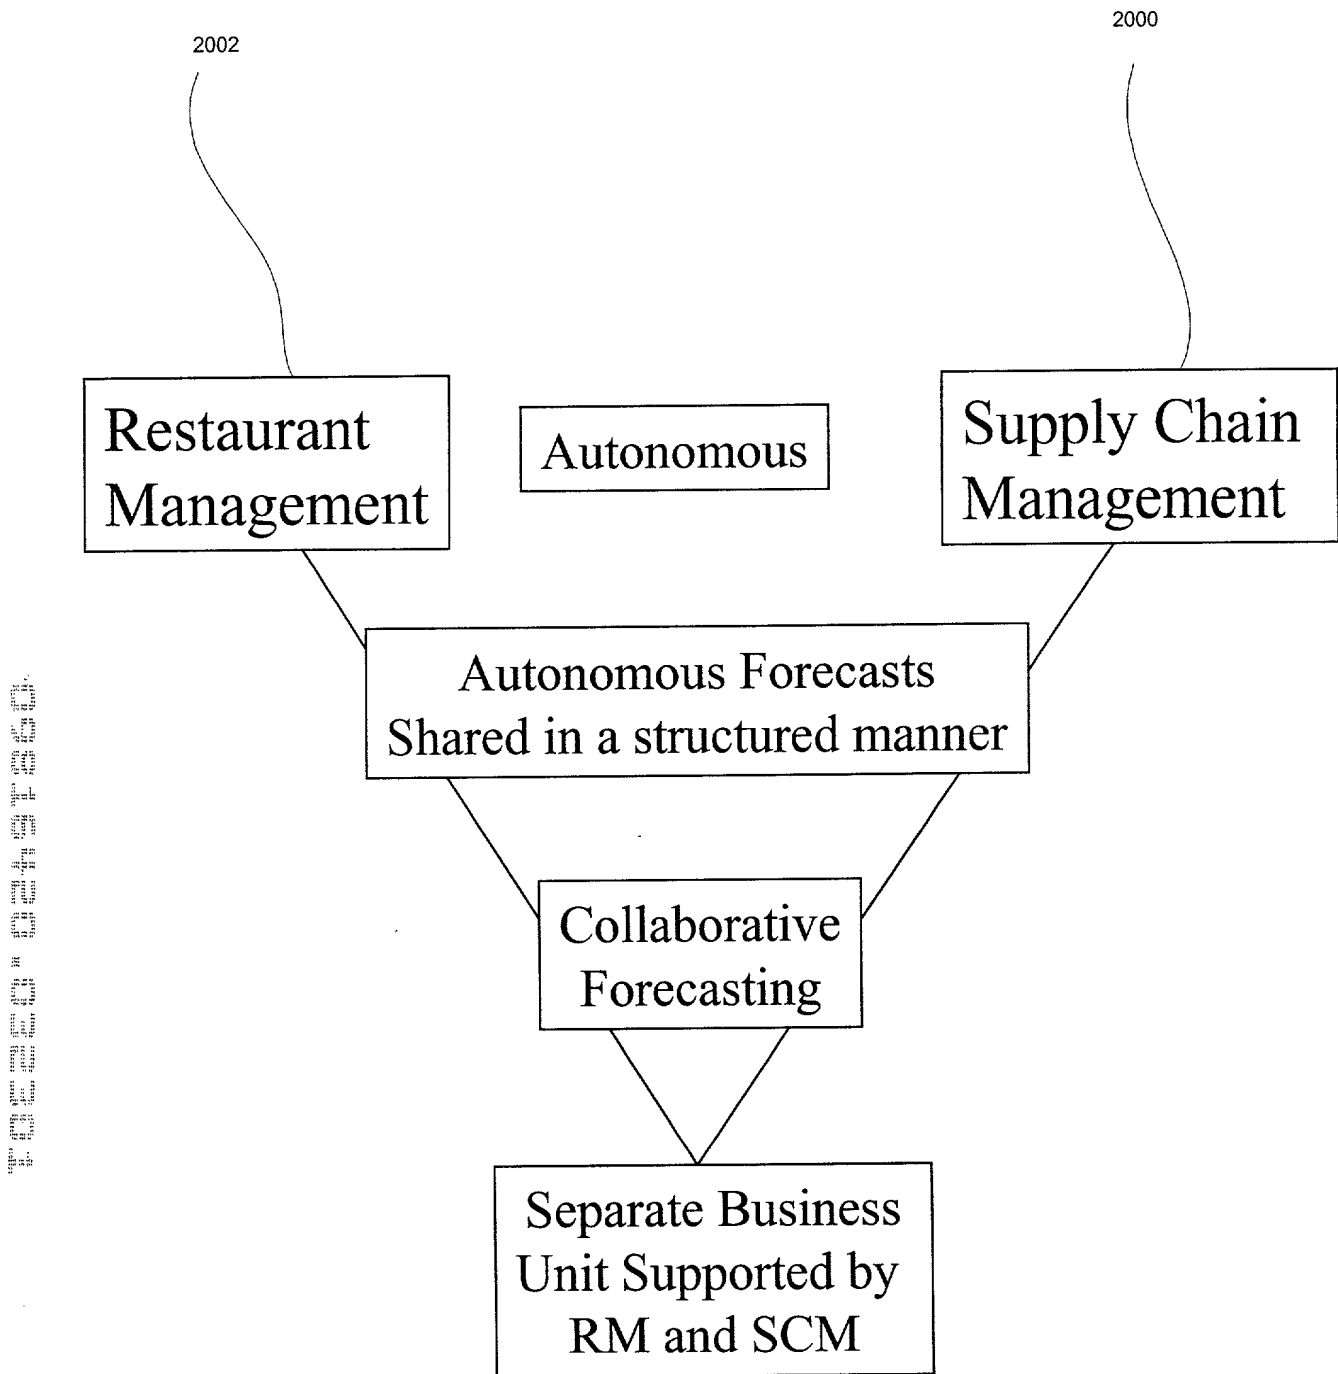 2002
2000
Restaurant
Management
Autonomous
Supply Chain
Management
Autonomous Forecasts
Shared in a structured manner
Collaborative
Forecasting
Separate Business
Unit Supported by
RM and SCM